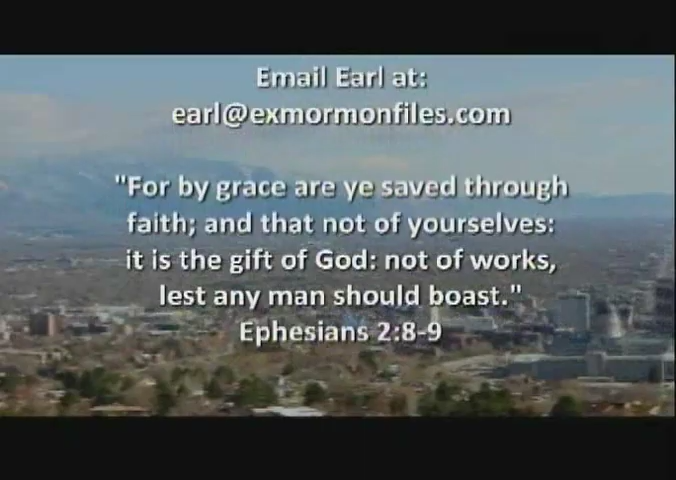 Email Earl at:
earl@exmormonfiles.com
"For by grace are ye saved through
faith; and that not of yourselves:
it is the gift of God: not of works,
lest any man should boast."
Ephesians 2:8-9